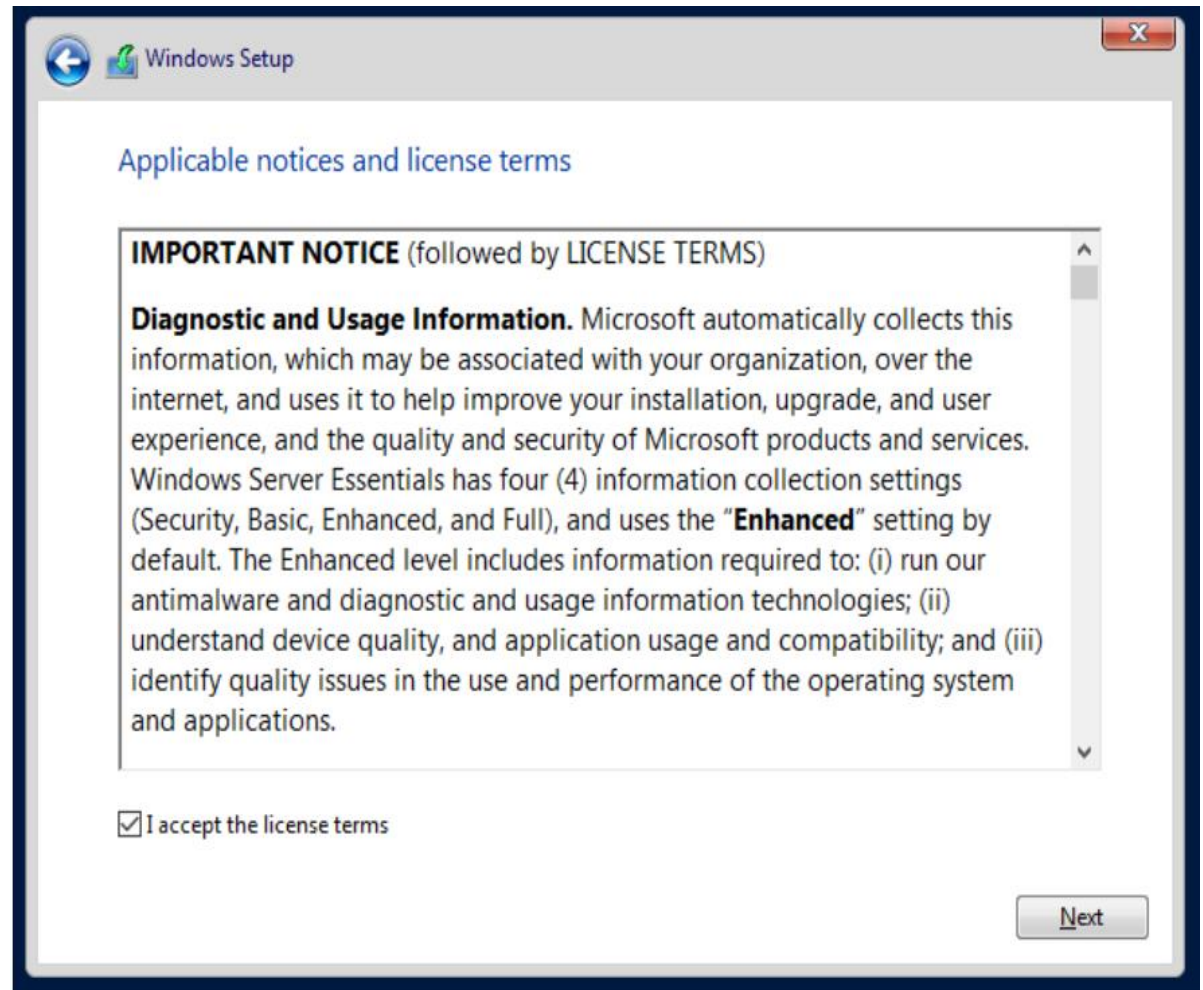 Windows Setup
Applicable notices and license terms
IMPORTANT NOTICE (followed by LICENSE TERMS)
Diagnostic and Usage Information. Microsoft automatically collects this
information, which may be associated with your organization, over the
internet, and uses it to help improve your installation, upgrade, and user
experience, and the quality and security of Microsoft products and services.
Windows Server Essentials has four (4) information collection settings
(Security, Basic, Enhanced, and Full), and uses the “Enhanced” setting by
default. The Enhanced level includes information required to: (i) run our
antimalware and diagnostic and usage information technologies; (ii)
understand device quality, and application usage and compatibility; and (iii)
identify quality issues in the use and performance of the operating system
and applications.
I accept the license terms
Next